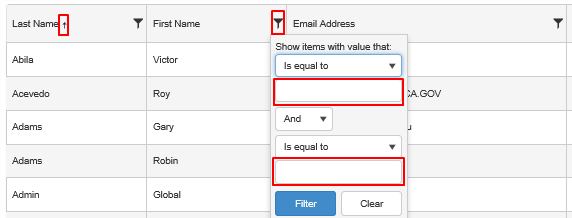 Last Name First Name Email Address
Show items with value that:
Abila Victor Is equal to
Acevedo Roy CA.GOV
Adams Gary And u
Adams Robin Is equal to
Admin Global
Filter Clear